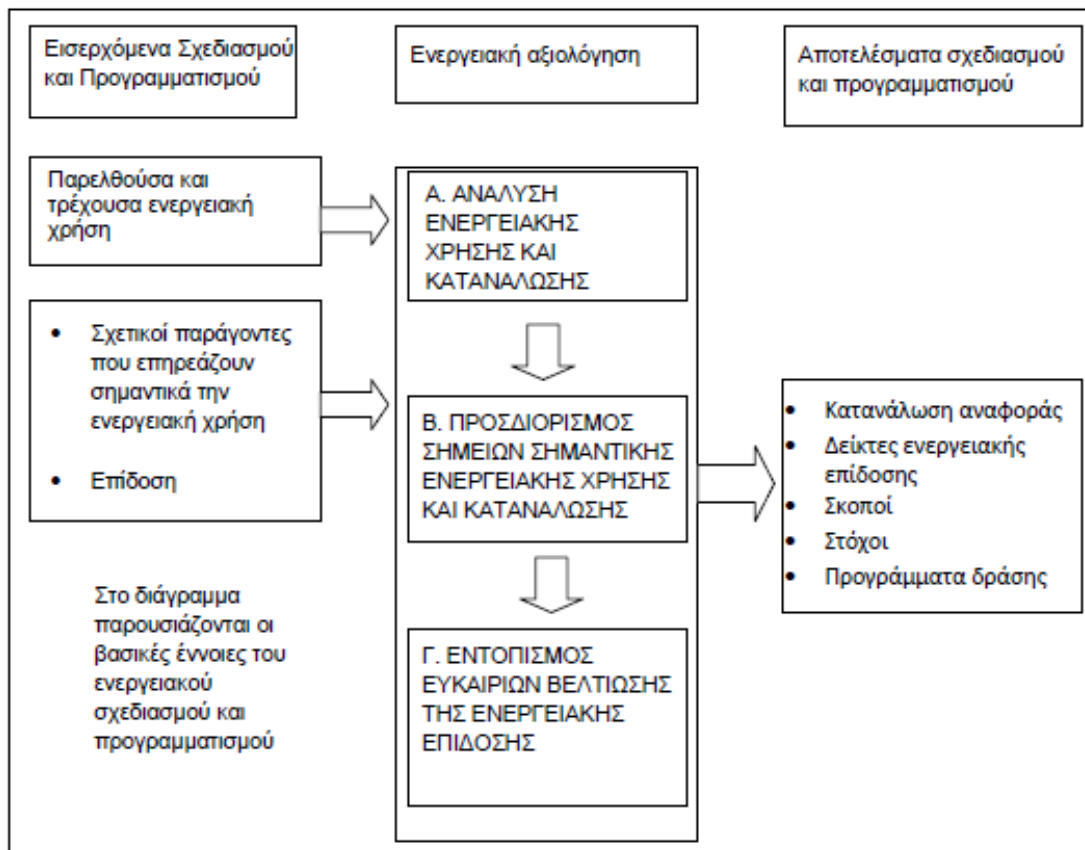 Εισερχόμενα Σχεδιασμού
και Προγραμματισμού
Ενεργειακή αξιολόγηση
Αποτελέσματα σχεδιασμού
και προγραμματισμού
Παρελθούσα και
τρέχουσα ενεργειακή
χρήση
Α. ΑΝΑΛΥΣΗ
ΕΝΕΡΓΕΙΑΚΗΣ
ΧΡΗΣΗΣ ΚΑΙ
ΚΑΤΑΝΑΛΩΣΗΣ
• Σχετικοί παράγοντες
που επηρεάζουν
σημαντικά την
ενεργειακή χρήση
• Επίδοση
Β. ΠΡΟΣΔΙΟΡΙΣΜΟΣ
ΣΗΜΕΙΩΝ ΣΗΜΑΝΤΙΚΗΣ
ΕΝΕΡΓΕΙΑΚΗΣ ΧΡΗΣΗΣ
ΚΑΙ ΚΑΤΑΝΑΛΩΣΗΣ
• Κατανάλωση αναφοράς
• Δείκτες ενεργειακής
επίδοσης
• Σκοποί
• Στόχοι
• Προγράμματα δράσης
Στο διάγραμμα
παρουσιάζονται οι
βασικές έννοιες του
ενεργειακού
σχεδιασμού και
προγραμματισμού
Γ. ΕΝΤΟΠΙΣΜΟΣ
ΕΥΚΑΙΡΙΩΝ ΒΕΛΤΙΩΣΗΣ
ΤΗΣ ΕΝΕΡΓΕΙΑΚΗΣ
ΕΠΙΔΟΣΗΣ